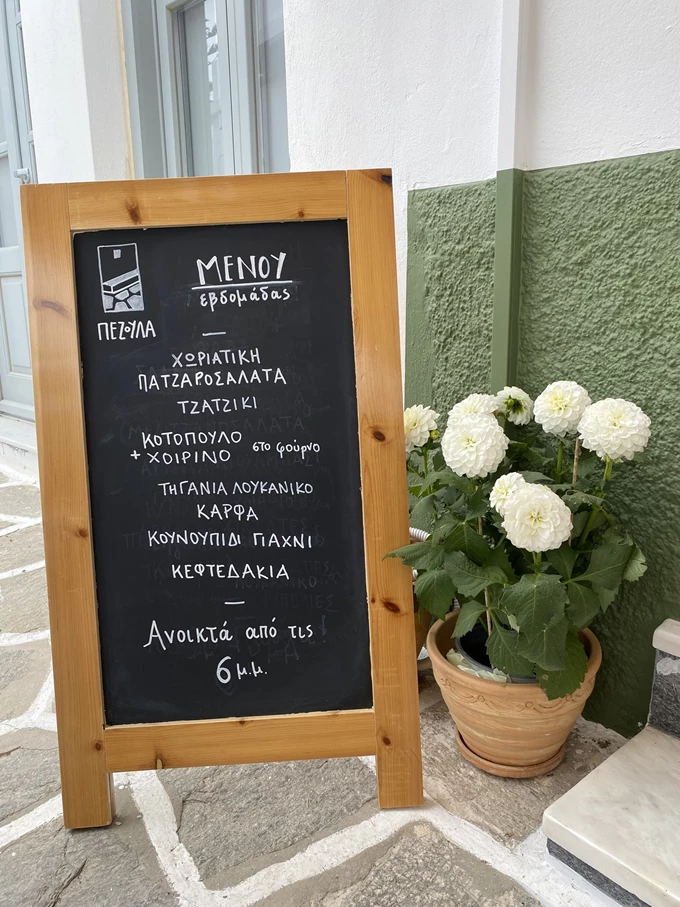 ΜΕΝΟΥ
εβδομάδας
ΠΕΖΟΥΛΑ
ΧΩΡΙΑΤΙΚΗ
ΠΑΤΖΑΡΟΣΑΛΑΤΑ
ΤΖΑΤΖΙΚΙ
ΚΟΤΟΠΟΥΛΟ
+ ΧΟΙΡΙΝΟ στο φούρνο
ΤΗΓΑΝΙΑ ΛΟΥΚΑΝΙΚΟ
ΚΑΡΦΑ
ΚΟΥΝΟΥΠΙΔΙ ΓΙΑΧΝΙ
ΚΕΦΤΕΔΑΚΙΑ
Ανοικτά από τις
6 μ.μ.